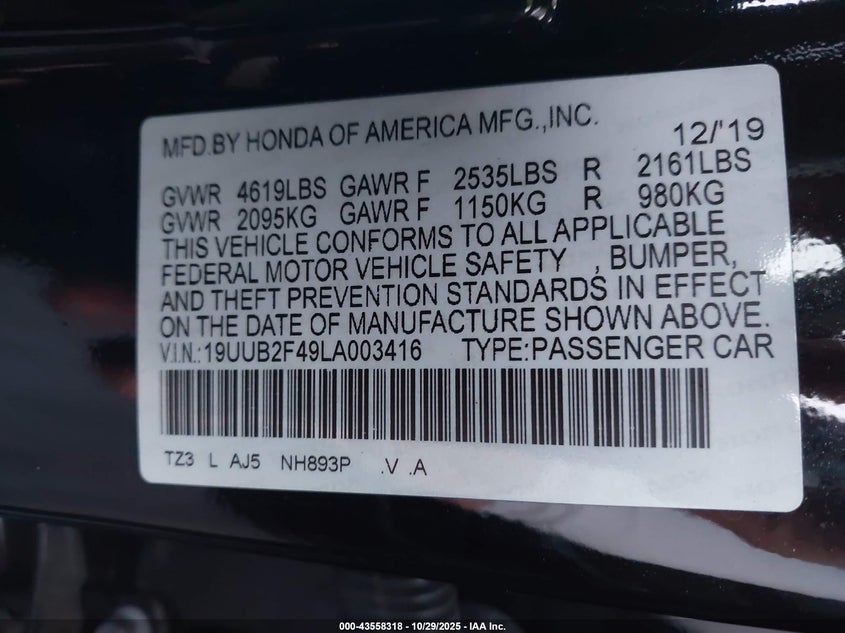 MFD.BY HONDA OF AMERICA MFG.,INC. 12/'19
GVWR 4619LBS GAWR F 2535LBS R 2161LBS
GVWR 2095KG GAWR F 1150KG R 980KG
THIS VEHICLE CONFORMS TO ALL APPLICABLE
FEDERAL MOTOR VEHICLE SAFETY , BUMPER,
AND THEFT PREVENTION STANDARDS IN EFFECT
ON THE DATE OF MANUFACTURE SHOWN ABOVE.
V.I.N.:19UUB2F49LA003416 TYPE:PASSENGER CAR
TZ3 L AJ5 NH893P .V .A
000-43558318 | 10/29/2025 - IAA Inc.